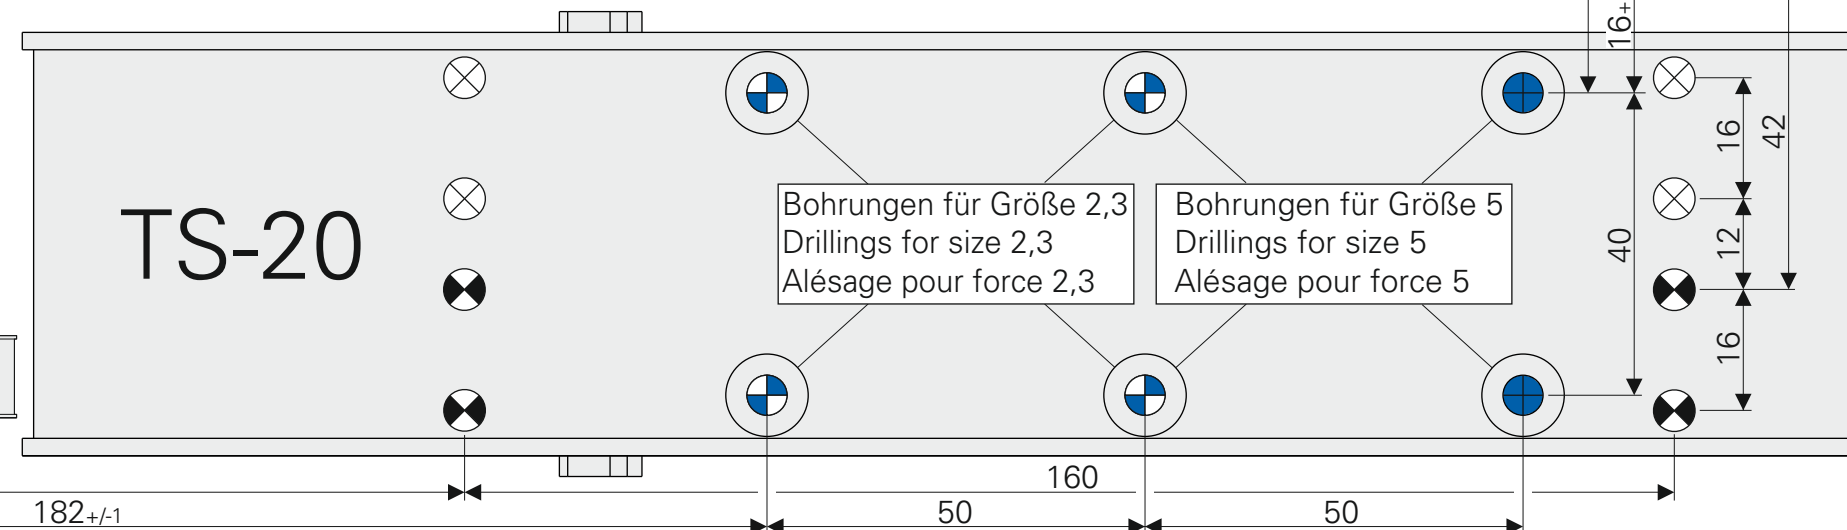 16+
16
42
TS-20
Bohrungen für Größe 2,3
Drillings for size 2,3
Alésage pour force 2,3
Bohrungen für Größe 5
Drillings for size 5
Alésage pour force 5
40
12
16
160
182+/-1
50
50